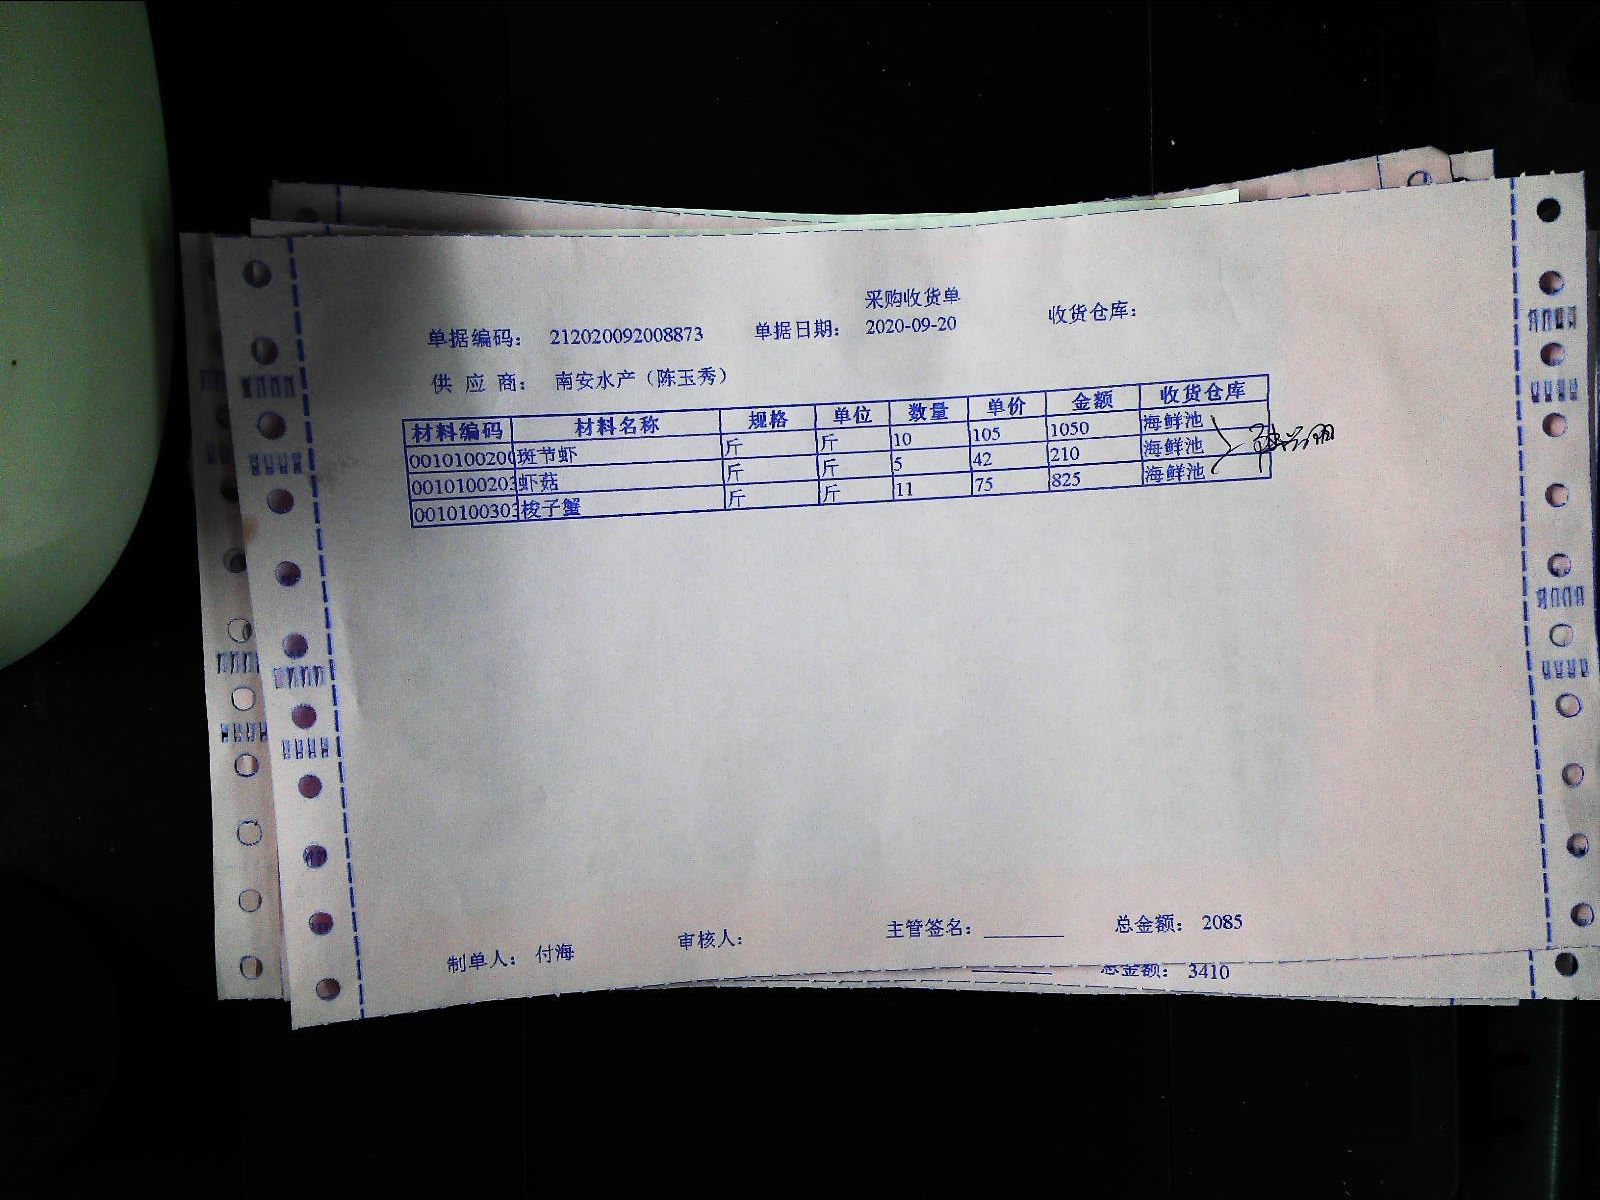 采购收货单
单据编码： 212020092008873 单据日期： 2020-09-20 收货仓库：
供 应 商： 南安水产（陈玉秀）
材料编码 材料名称 规格 单位 数量 单价 金额 收货仓库
0010100200 斑节虾 斤 斤 10 105 1050 海鲜池
0010100203 虾菇 斤 斤 5 42 210 海鲜池
0010100303 梭子蟹 斤 斤 11 75 825 海鲜池
制单人： 付海 审核人： 主管签名： 总金额： 2085
总金额： 3410